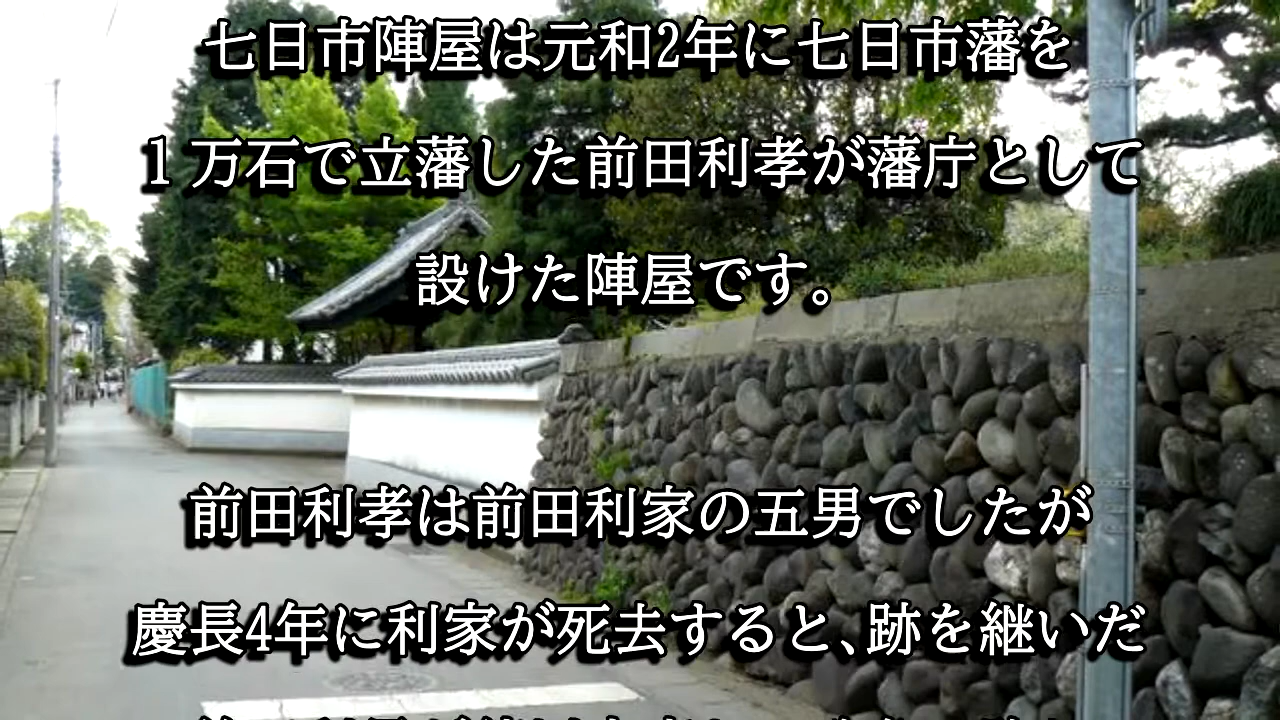 七日市陣屋は元和2年に七日市藩を
１万石で立藩した前田利孝が藩庁として
設けた陣屋です。
前田利孝は前田利家の五男でしたが
慶長4年に利家が死去すると、跡を継いだ